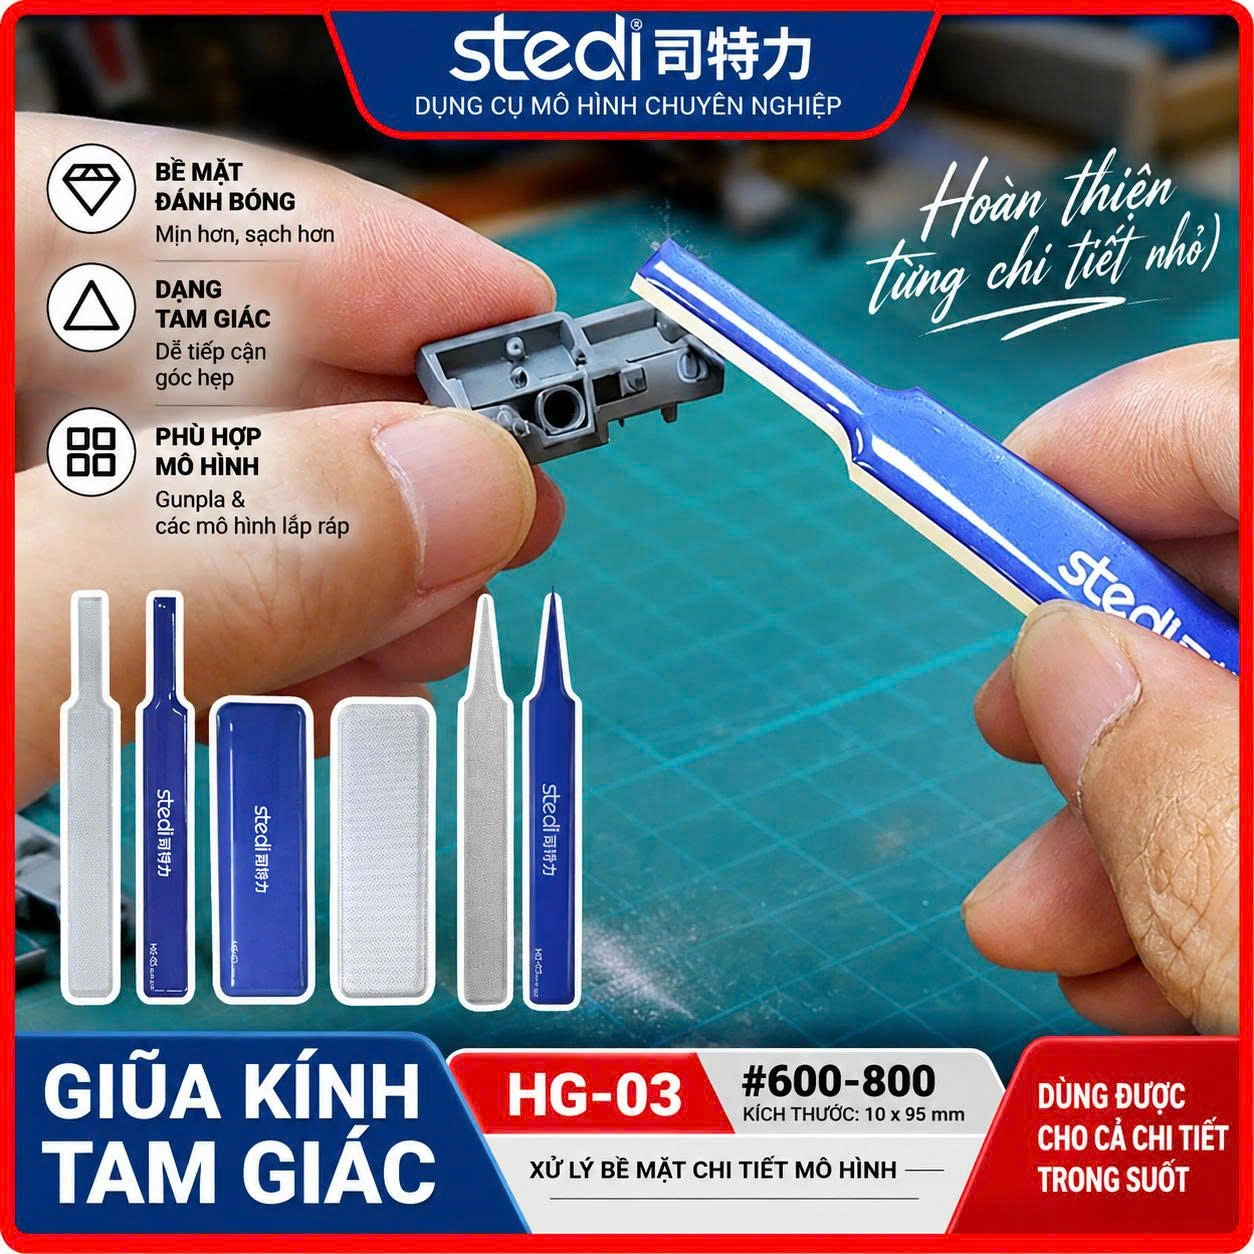 stedi® 司特力
DỤNG CỤ MÔ HÌNH CHUYÊN NGHIỆP
BỀ MẶT
ĐÁNH BÓNG
Mịn hơn, sạch hơn
DẠNG
TAM GIÁC
Dễ tiếp cận
góc hẹp
PHÙ HỢP
MÔ HÌNH
Gunpla &
các mô hình lắp ráp
Hoàn thiện
từng chi tiết nhỏ)
stedi
stedi 司特力
stedi 司特力
stedi 司特力
GIŨA KÍNH
TAM GIÁC
HG-03
#600-800
KÍCH THƯỚC: 10 x 95 mm
XỬ LÝ BỀ MẶT CHI TIẾT MÔ HÌNH
DÙNG ĐƯỢC
CHO CẢ CHI TIẾT
TRONG SUỐT